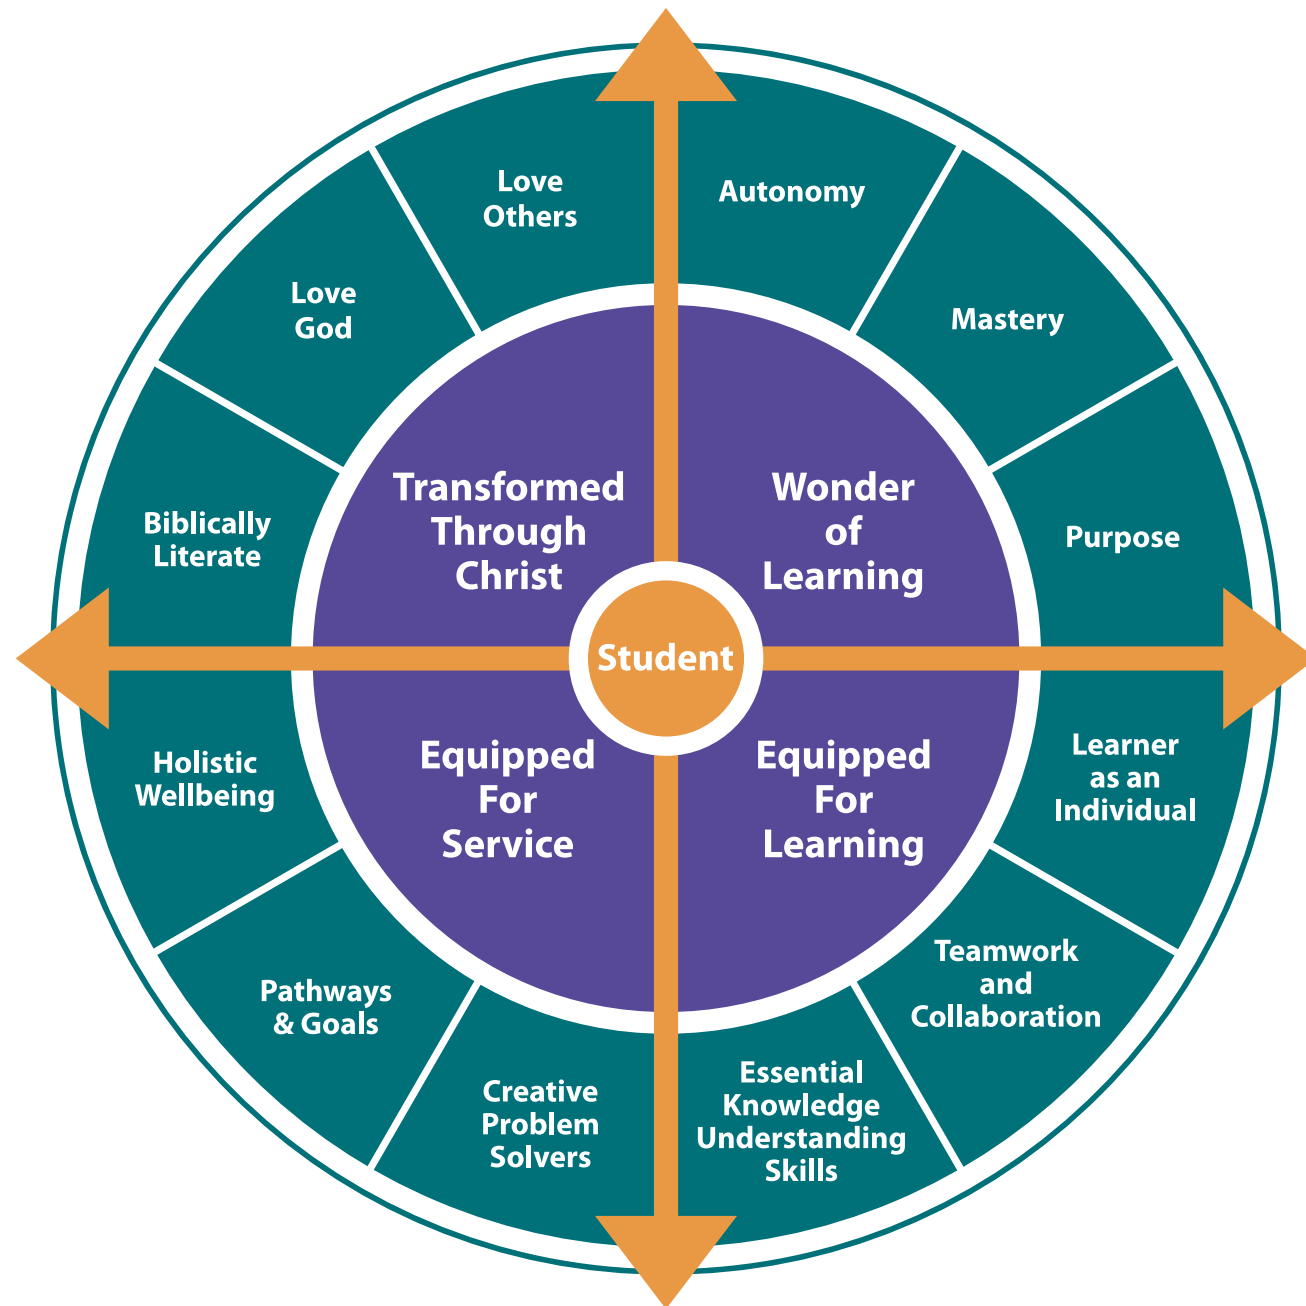 Love
Others
Autonomy
Love
God
Mastery
Biblically
Literate
Purpose
Transformed
Through
Christ
Wonder
of
Learning
Student
Equipped
For
Service
Equipped
For
Learning
Holistic
Wellbeing
Learner
as an
Individual
Pathways
& Goals
Teamwork
and
Collaboration
Creative
Problem
Solvers
Essential
Knowledge
Understanding
Skills